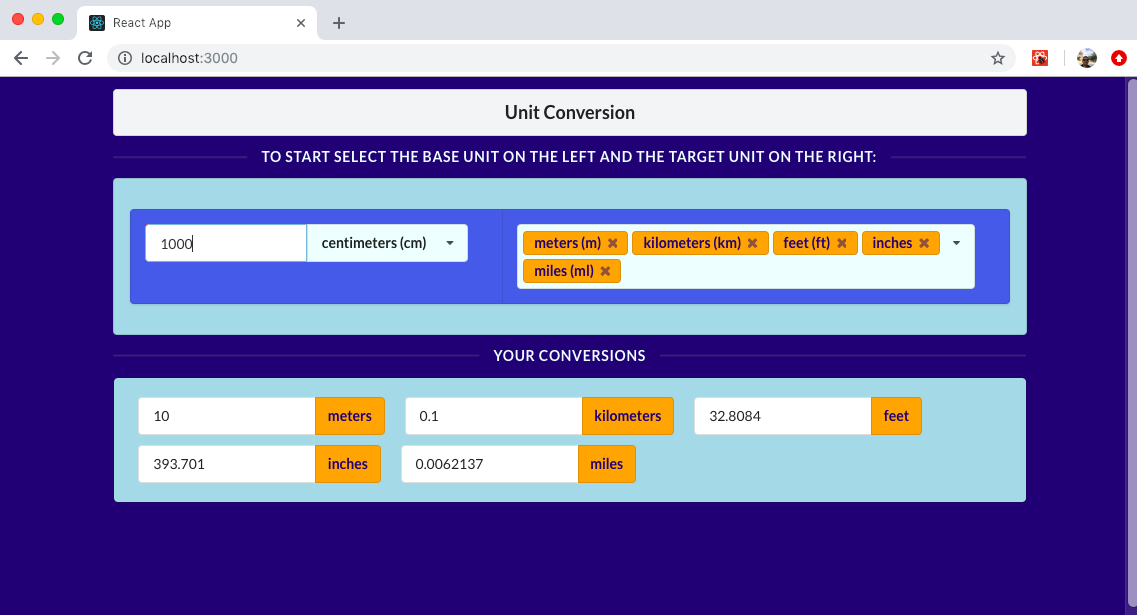 React App
localhost:3000
Unit Conversion
TO START SELECT THE BASE UNIT ON THE LEFT AND THE TARGET UNIT ON THE RIGHT:
1000 centimeters (cm) meters (m) kilometers (km) feet (ft) inches
miles (ml)
YOUR CONVERSIONS
10 meters 0.1 kilometers 32.8084 feet
393.701 inches 0.0062137 miles